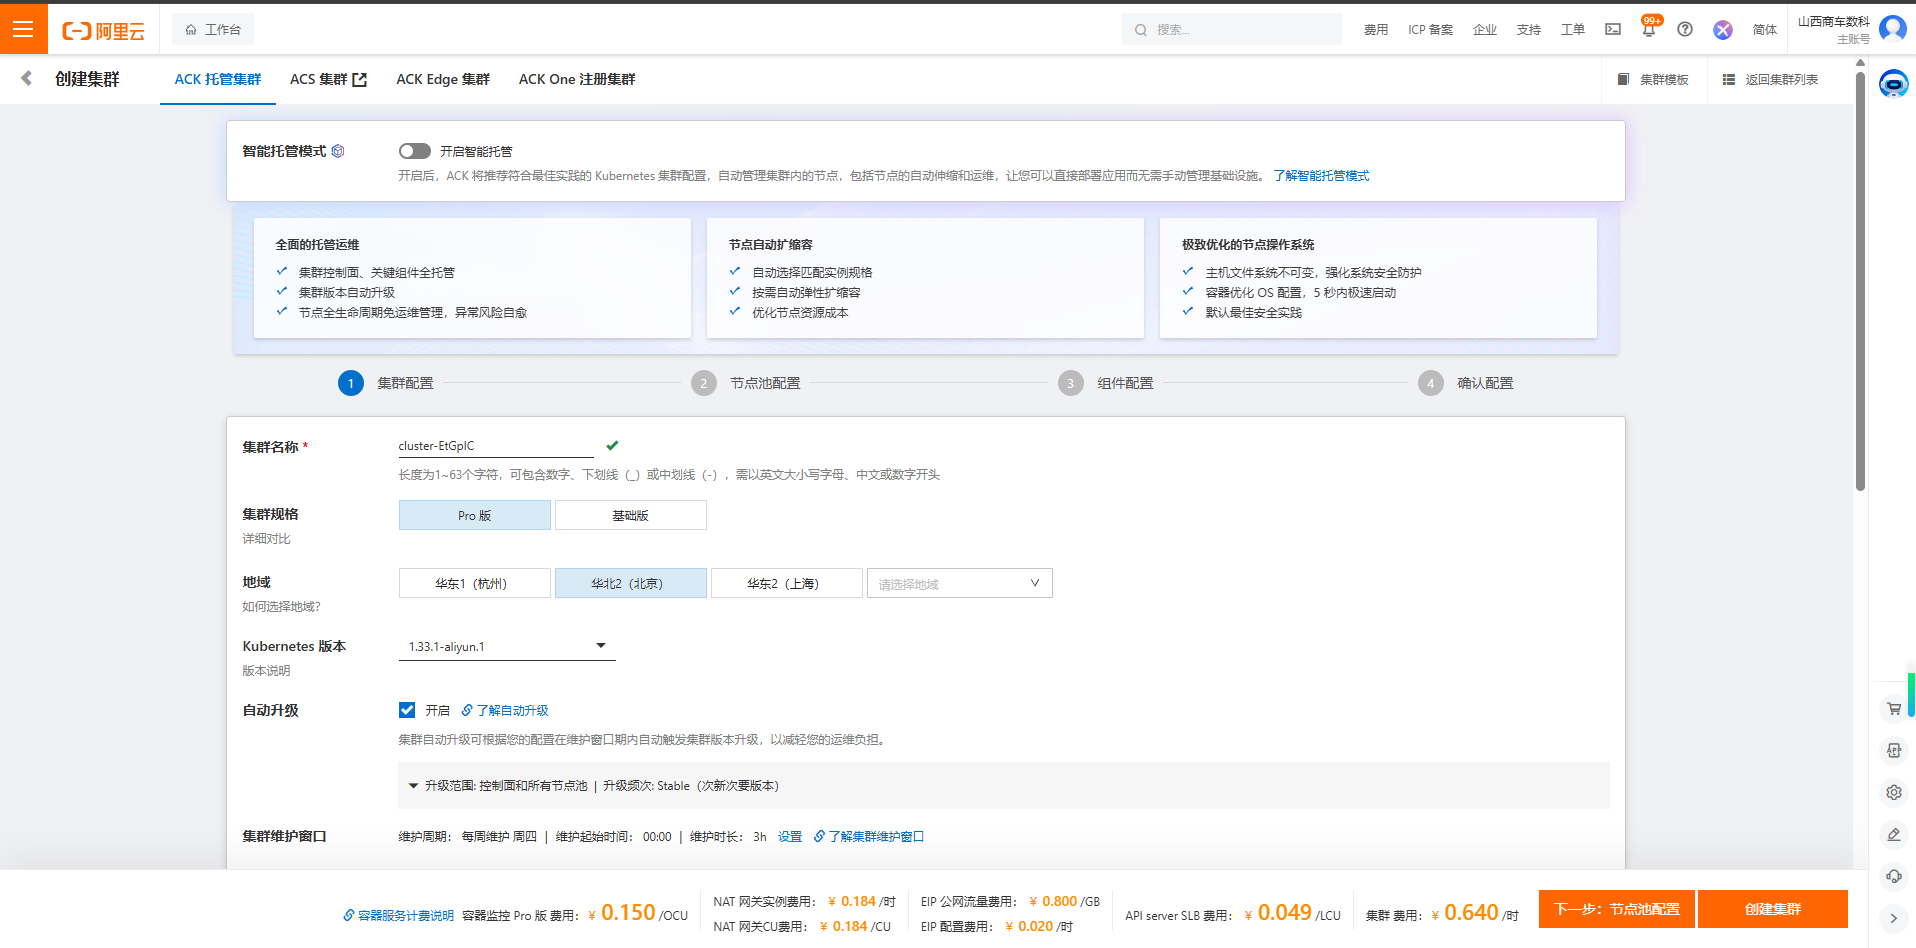 阿里云
工作台
搜索...
费用
ICP 备案
企业
支持
工单
99+
简体
山西商车数科
主账号
创建集群
ACK 托管集群
ACS 集群
ACK Edge 集群
ACK One 注册集群
集群模板
返回集群列表
智能托管模式
开启智能托管
开启后，ACK 将推荐符合最佳实践的 Kubernetes 集群配置，自动管理集群内的节点，包括节点的自动伸缩和运维，让您可以直接部署应用而无需手动管理基础设施。 了解智能托管模式
全面的托管运维
集群控制面、关键组件全托管
集群版本自动升级
节点全生命周期免运维管理，异常风险自愈
节点自动扩缩容
自动选择匹配实例规格
按需自动弹性扩缩容
优化节点资源成本
极致优化的节点操作系统
主机文件系统不可变，强化系统安全防护
容器优化 OS 配置，5 秒内极速启动
默认最佳安全实践
1 集群配置
2 节点池配置
3 组件配置
4 确认配置
集群名称 *
cluster-EtGpIC
长度为1~63个字符，可包含数字、下划线（_）或中划线（-），需以英文大小写字母、中文或数字开头
集群规格
Pro 版
基础版
详细对比
地域
华东1（杭州）
华北2（北京）
华东2（上海）
请选择地域
如何选择地域?
Kubernetes 版本
1.33.1-aliyun.1
版本说明
自动升级
开启
了解自动升级
集群自动升级可根据您的配置在维护窗口期内自动触发集群版本升级，以减轻您的运维负担。
升级范围: 控制面和所有节点池 | 升级频次: Stable（次新次要版本）
集群维护窗口
维护周期： 每周维护 周四 | 维护起始时间： 00:00 | 维护时长： 3h 设置 了解集群维护窗口
容器服务计费说明
容器监控 Pro 版 费用： ¥ 0.150 /OCU
NAT 网关实例费用： ¥ 0.184 /时
NAT 网关CU费用： ¥ 0.184 /CU
EIP 公网流量费用： ¥ 0.800 /GB
EIP 配置费用： ¥ 0.020 /时
API server SLB 费用： ¥ 0.049 /LCU
集群 费用： ¥ 0.640 /时
下一步：节点池配置
创建集群
API